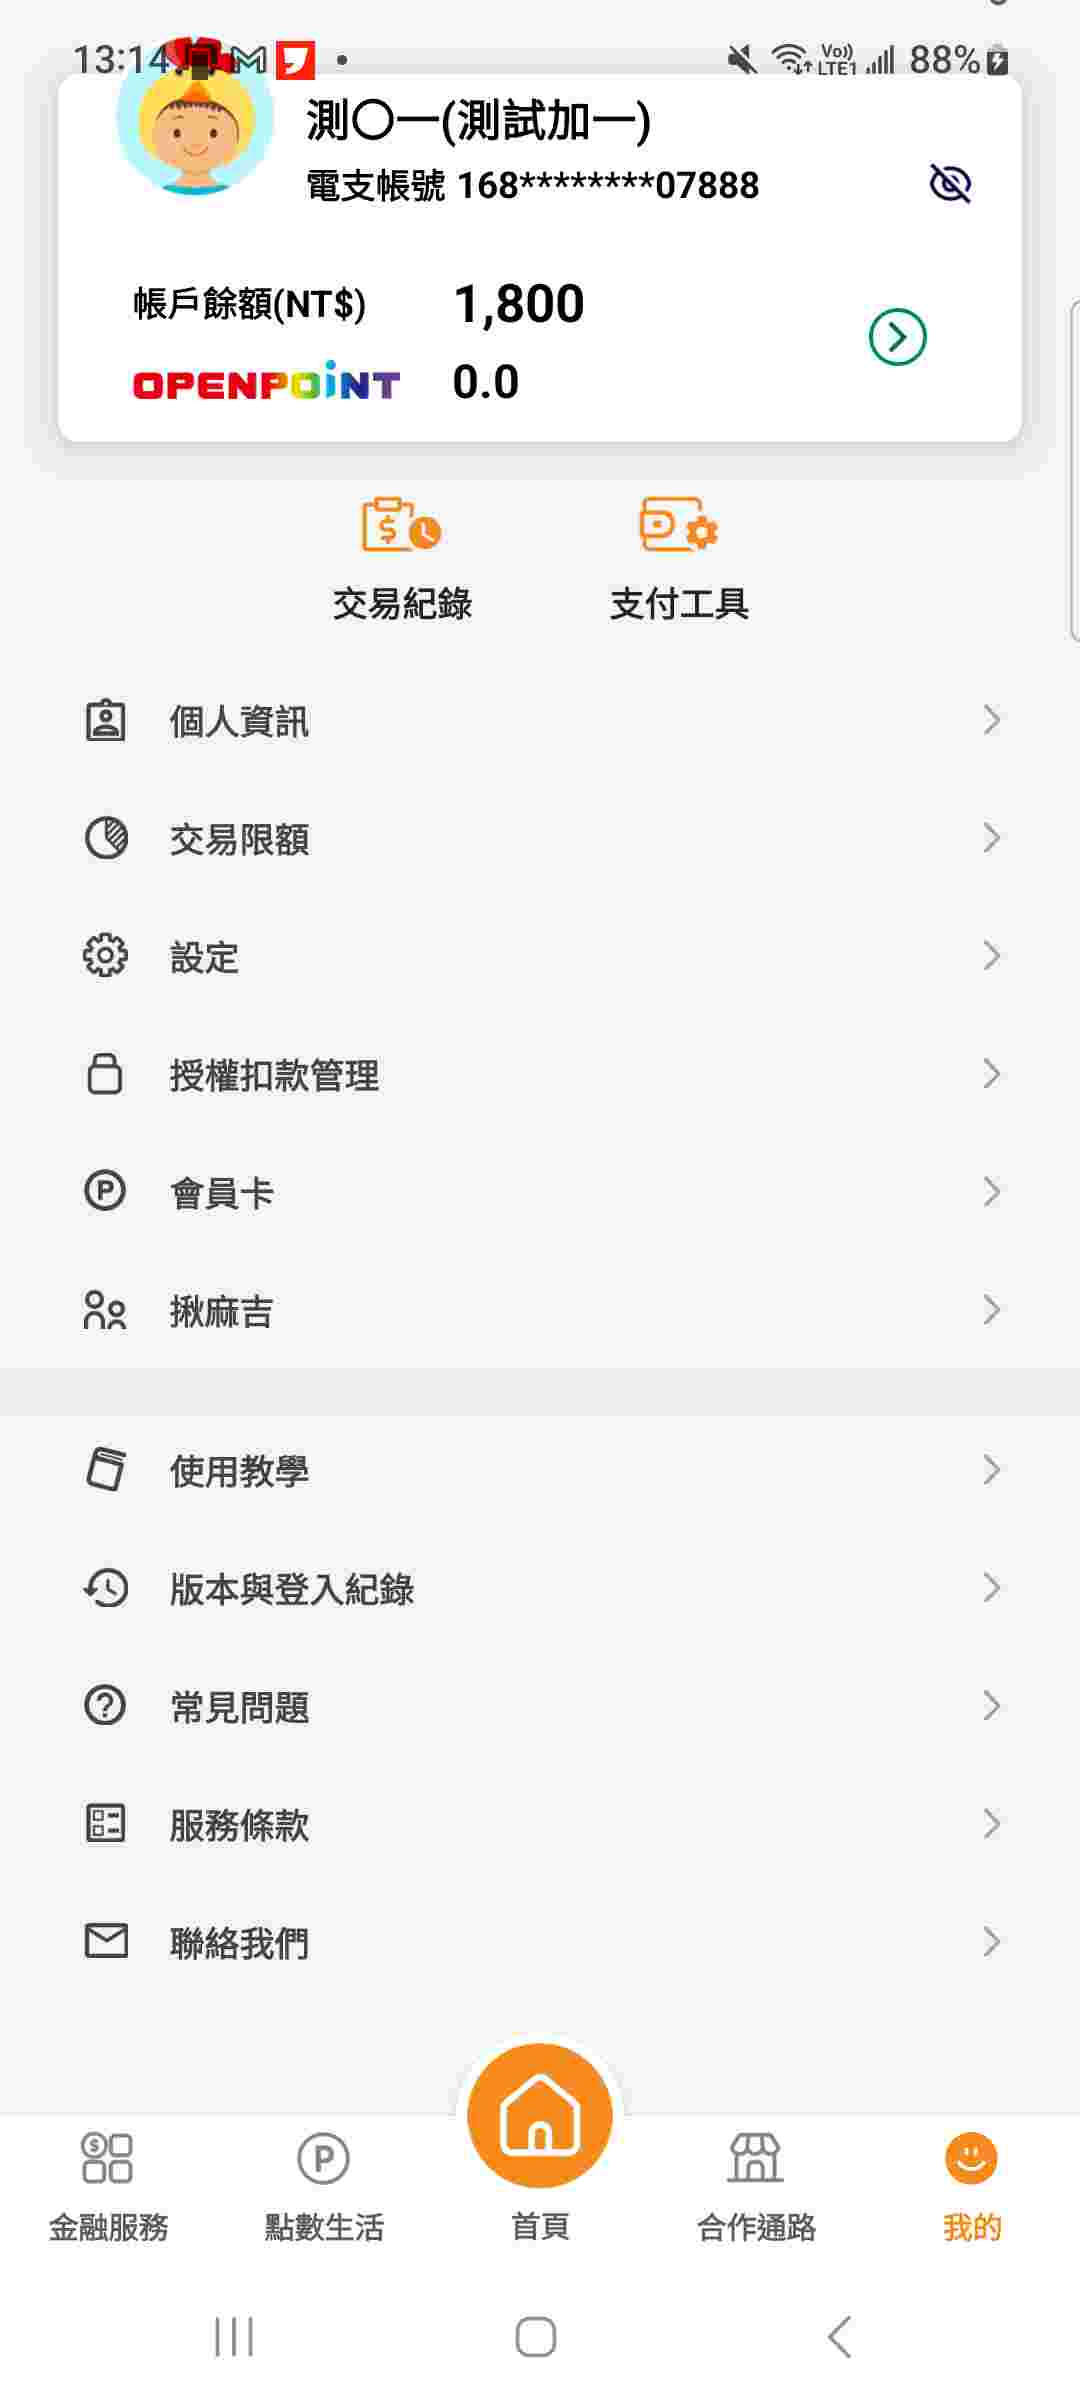 13:14
Vo)) LTE1
88%
測〇一(測試加一)
電支帳號 168********07888
帳戶餘額(NT$) 1,800
OPENPOINT 0.0
交易紀錄 支付工具
個人資訊
交易限額
設定
授權扣款管理
會員卡
揪麻吉
使用教學
版本與登入紀錄
常見問題
服務條款
聯絡我們
金融服務 點數生活 首頁 合作通路 我的